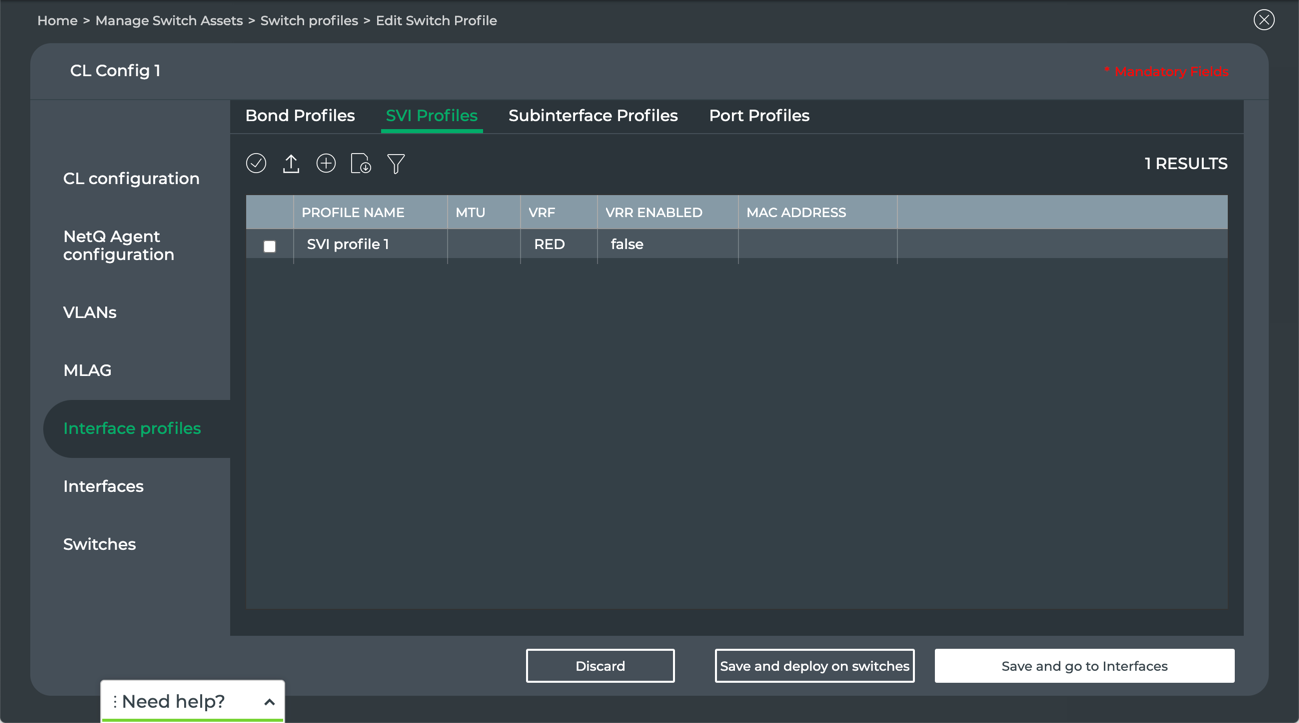 Home > Manage Switch Assets > Switch profiles > Edit Switch Profile
CL Config 1
* Mandatory Fields
Bond Profiles SVI Profiles Subinterface Profiles Port Profiles
1 RESULTS
CL configuration
NetQ Agent
configuration
VLANs
MLAG
Interface profiles
Interfaces
Switches
PROFILE NAME MTU VRF VRR ENABLED MAC ADDRESS
SVI profile 1 RED false
Discard Save and deploy on switches Save and go to Interfaces
Need help?